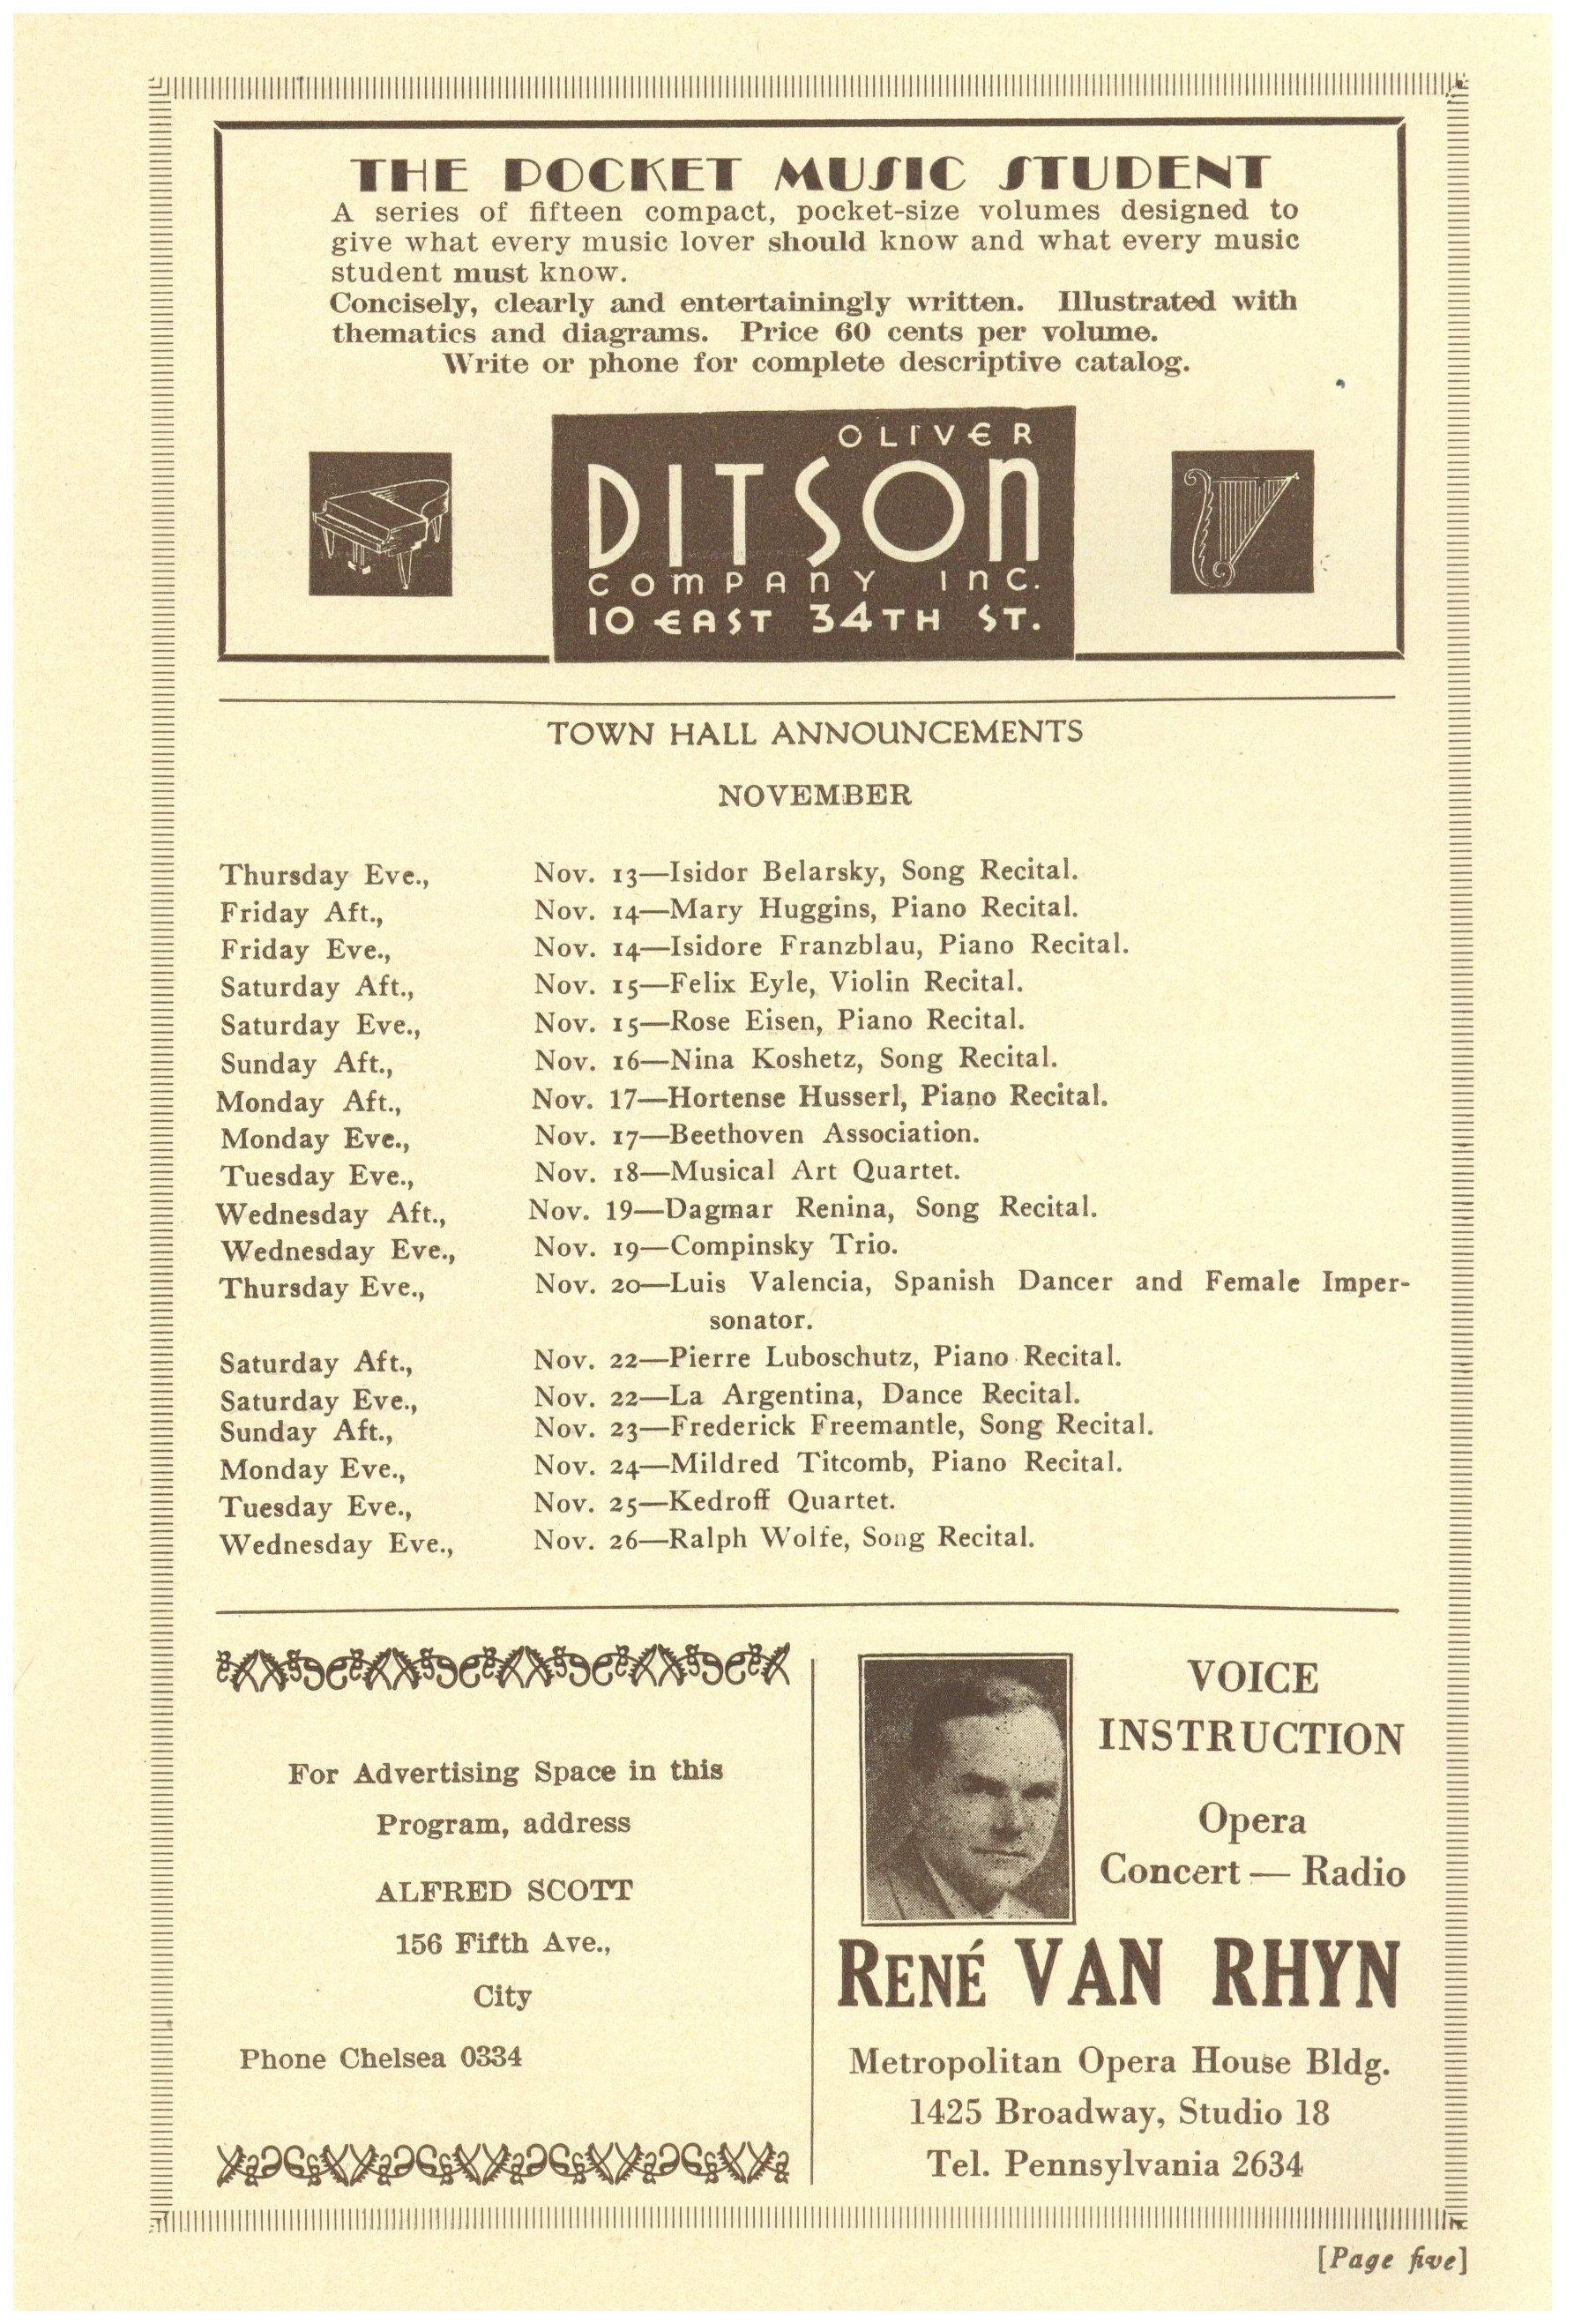 THE POCKET MUSIC STUDENT
A series of fifteen compact, pocket-size volumes designed to
give what every music lover should know and what every music
student must know.
Concisely, clearly and entertainingly written. Illustrated with
thematics and diagrams. Price 60 cents per volume.
Write or phone for complete descriptive catalog.
OLIVER
DITSON
COMPANY INC.
10 EAST 34TH ST.
TOWN HALL ANNOUNCEMENTS
NOVEMBER
Thursday Eve., Nov. 13—Isidor Belarsky, Song Recital.
Friday Aft., Nov. 14—Mary Huggins, Piano Recital.
Friday Eve., Nov. 14—Isidore Franzblau, Piano Recital.
Saturday Aft., Nov. 15—Felix Eyle, Violin Recital.
Saturday Eve., Nov. 15—Rose Eisen, Piano Recital.
Sunday Aft., Nov. 16—Nina Koshetz, Song Recital.
Monday Aft., Nov. 17—Hortense Husserl, Piano Recital.
Monday Eve., Nov. 17—Beethoven Association.
Tuesday Eve., Nov. 18—Musical Art Quartet.
Wednesday Aft., Nov. 19—Dagmar Renina, Song Recital.
Wednesday Eve., Nov. 19—Compinsky Trio.
Thursday Eve., Nov. 20—Luis Valencia, Spanish Dancer and Female Imper-
sonator.
Saturday Aft., Nov. 22—Pierre Luboschutz, Piano Recital.
Saturday Eve., Nov. 22—La Argentina, Dance Recital.
Sunday Aft., Nov. 23—Frederick Freemantle, Song Recital.
Monday Eve., Nov. 24—Mildred Titcomb, Piano Recital.
Tuesday Eve., Nov. 25—Kedroff Quartet.
Wednesday Eve., Nov. 26—Ralph Wolfe, Song Recital.
For Advertising Space in this
Program, address
ALFRED SCOTT
156 Fifth Ave.,
City
Phone Chelsea 0334
VOICE
INSTRUCTION
Opera
Concert — Radio
RENÉ VAN RHYN
Metropolitan Opera House Bldg.
1425 Broadway, Studio 18
Tel. Pennsylvania 2634
[Page five]